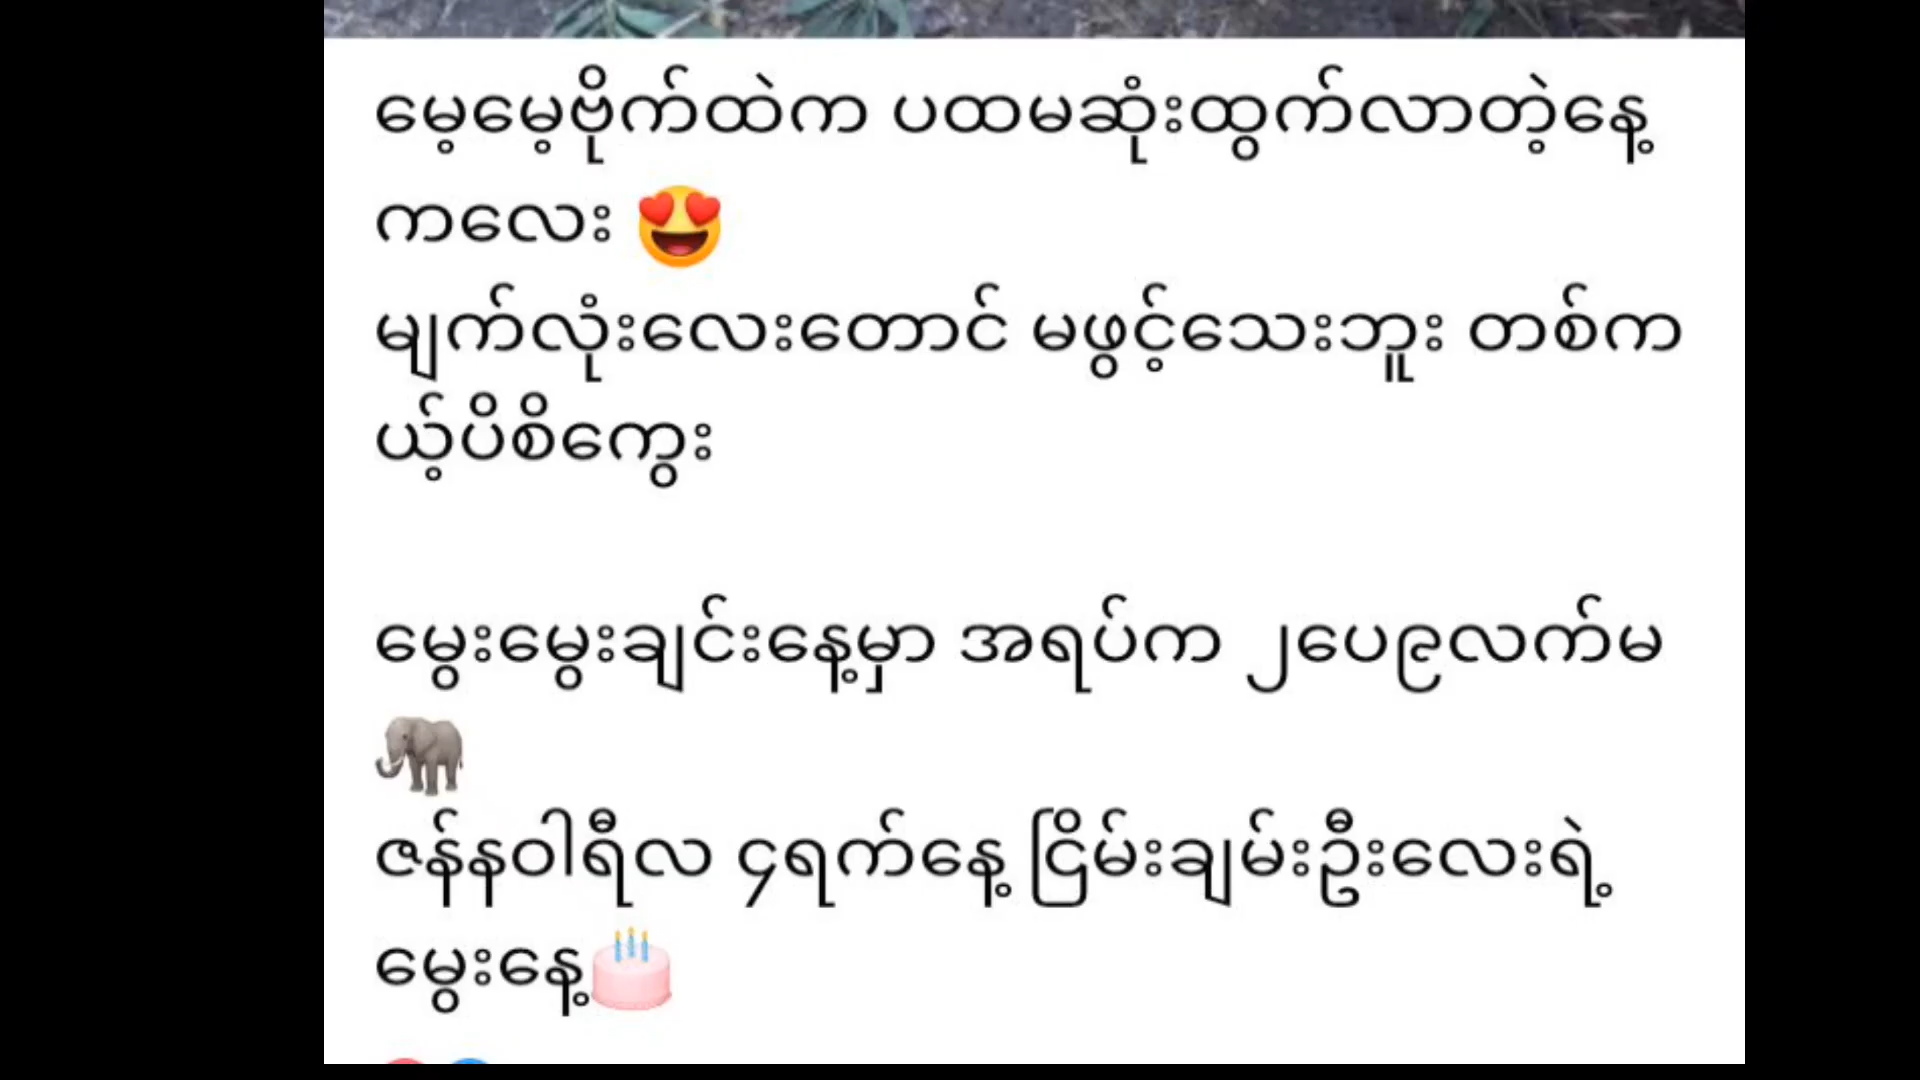 မေ့မေ့ဗိုက်ထဲက ပထမဆုံးထွက်လာတဲ့နေ့
ကလေး 😍
မျက်လုံးလေးတောင် မဖွင့်သေးဘူး တစ်က
ယ့်ပိစိကွေး
မွေးမွေးချင်းနေ့မှာ အရပ်က ၂ပေ၉လက်မ
🐘
ဇန်နဝါရီလ ၄ရက်နေ့ ငြိမ်းချမ်းဦးလေးရဲ့
မွေးနေ့🎂